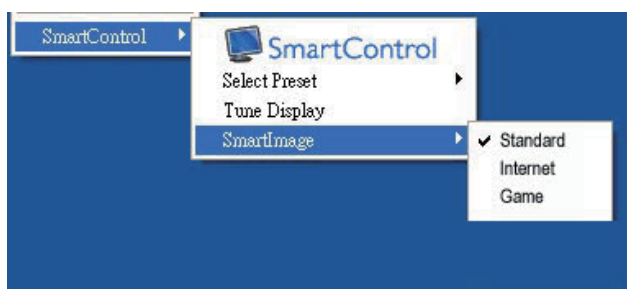 SmartControl
SmartControl
Select Preset
Tune Display
SmartImage
Standard
Internet
Game